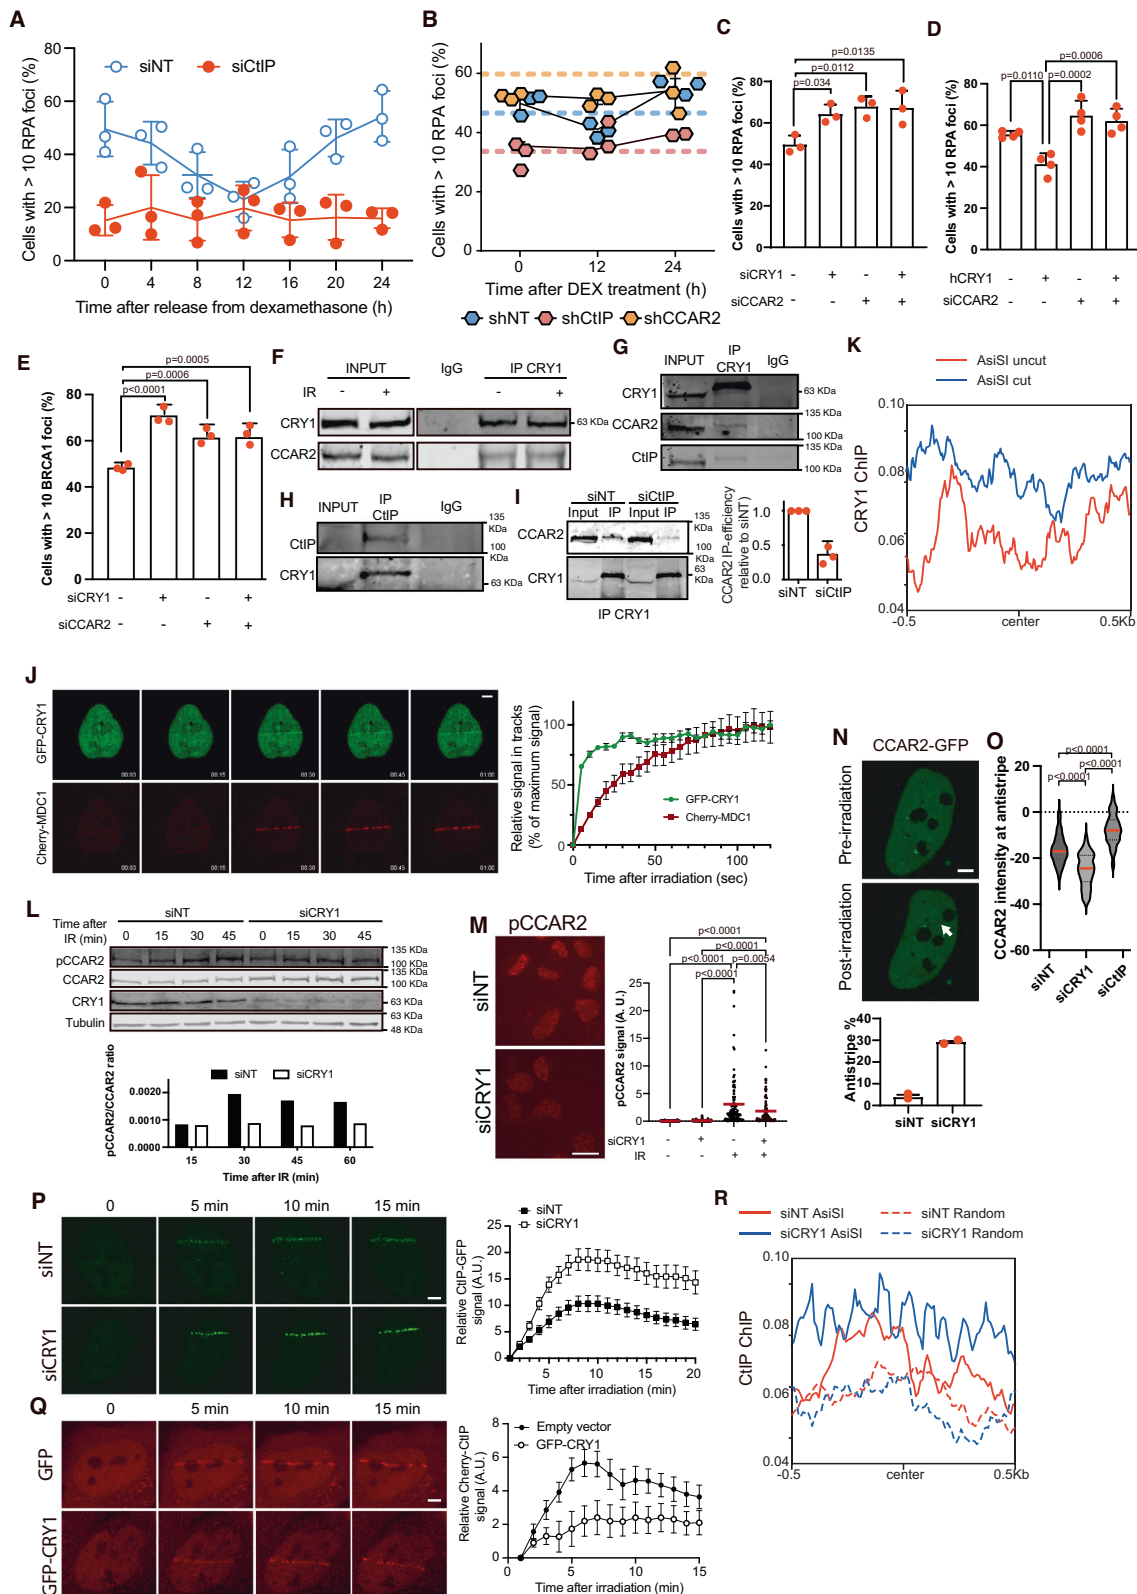 A
Cells with > 10 RPA foci (%)
80
60
40
20
0
siNT
siCtIP
0 4 8 12 16 20 24
Time after release from dexamethasone (h)
B
Cells with > 10 RPA foci (%)
60
40
20
0
0 12 24
Time after DEX treatment (h)
shNT shCtIP shCCAR2
C
Cells with > 10 RPA foci (%)
80
60
40
20
0
p=0.0135
p=0.0112
p=0.034
siCRY1 - + - +
siCCAR2 - - + +
D
Cells with > 10 RPA foci (%)
80
60
40
20
0
p=0.0006
p=0.0110 p=0.0002
hCRY1 - + - +
siCCAR2 - - + +
E
Cells with > 10 BRCA1 foci (%)
80
60
40
20
0
p=0.0005
p=0.0006
p<0.0001
siCRY1 - + - +
siCCAR2 - - + +
F
INPUT IgG IP CRY1
IR - + - +
CRY1
63 KDa
CCAR2
G
INPUT IP CRY1 IgG
CRY1
63 KDa
CCAR2
135 KDa
100 KDa
CtIP
135 KDa
100 KDa
H
INPUT IP CtIP IgG
CtIP
135 KDa
100 KDa
CRY1
63 KDa
I
siNT siCtIP
Input IP Input IP
CCAR2
135 KDa
100 KDa
CRY1
63 KDa
IP CRY1
CCAR2 IP-efficiency
relative to siNT)
1.0
0.5
0.0
siNT siCtIP
K
AsiSI uncut
AsiSI cut
CRY1 ChIP
0.10
0.08
0.06
0.04
-0.5 center 0.5Kb
J
GFP-CRY1
00:03 00:15 00:30 00:45 01:00
Cherry-MDC1
00:03 00:15 00:30 00:45 01:00
Relative signal in tracks
(% of maximum signal)
100
50
0
GFP-CRY1
Cherry-MDC1
0 50 100
Time after irradiation (sec)
L
siNT siCRY1
Time after
IR (min)
0 15 30 45 0 15 30 45
pCCAR2
135 KDa
100 KDa
CCAR2
135 KDa
100 KDa
CRY1
63 KDa
Tubulin
48 KDa
pCCAR2/CCAR2 ratio
0.0020
0.0010
0.0000
siNT siCRY1
15 30 45 60
Time after IR (min)
M
pCCAR2
siNT
siCRY1
pCCAR2 signal (A. U.)
25
20
15
10
5
0
p<0.0001
p<0.0001
p<0.0001 p=0.0054
p<0.0001
siCRY1 - + - +
IR - - + +
N
CCAR2-GFP
Pre-irradiation
Post-irradiation
Antistripe %
40
30
20
10
0
siNT siCRY1
O
CCAR2 intensity at antistripe
20
0
-20
-40
-60
p<0.0001
p<0.0001
p<0.0001
siNT siCRY1 siCtIP
P
0 5 min 10 min 15 min
siNT
siCRY1
Relative CtIP-GFP
signal (A.U.)
25
20
15
10
5
0
siNT
siCRY1
5 10 15 20
Time after irradiation (min)
Q
0 5 min 10 min 15 min
GFP
GFP-CRY1
Relative Cherry-CtIP
signal (A.U.)
8
6
4
2
0
Empty vector
GFP-CRY1
0 5 10 15
Time after irradiation (min)
R
siNT AsiSI siNT Random
siCRY1 AsiSI siCRY1 Random
CtIP ChIP
0.10
0.08
0.06
0.04
-0.5 center 0.5Kb